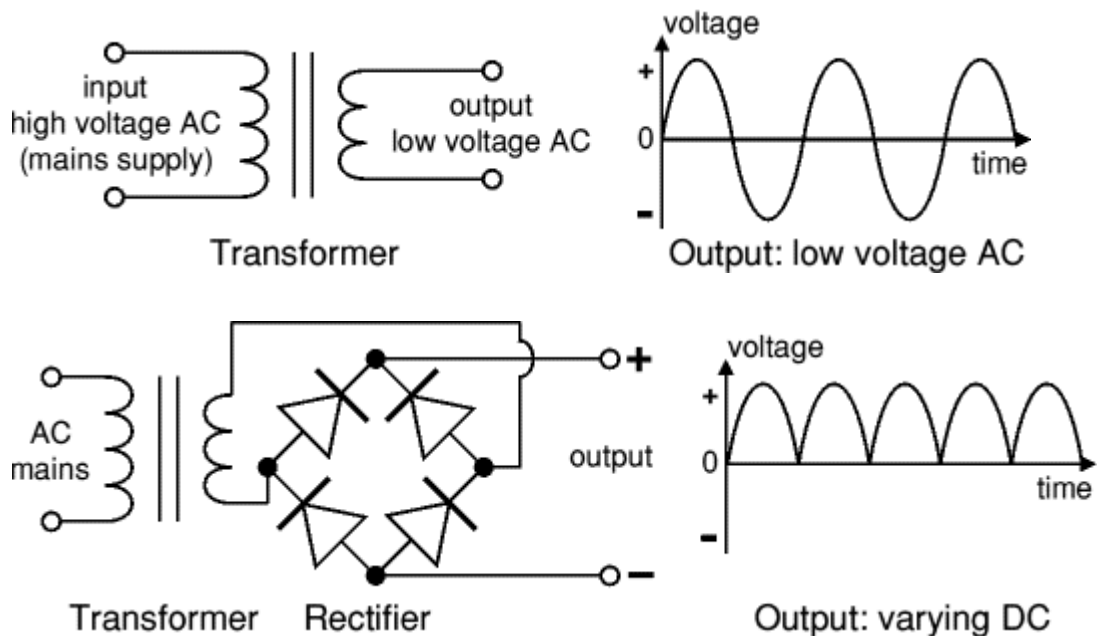 input
high voltage AC
(mains supply)
output
low voltage AC
Transformer
voltage
+
0
-
time
Output: low voltage AC
AC
mains
Transformer
Rectifier
+
output
-
voltage
+
0
-
time
Output: varying DC